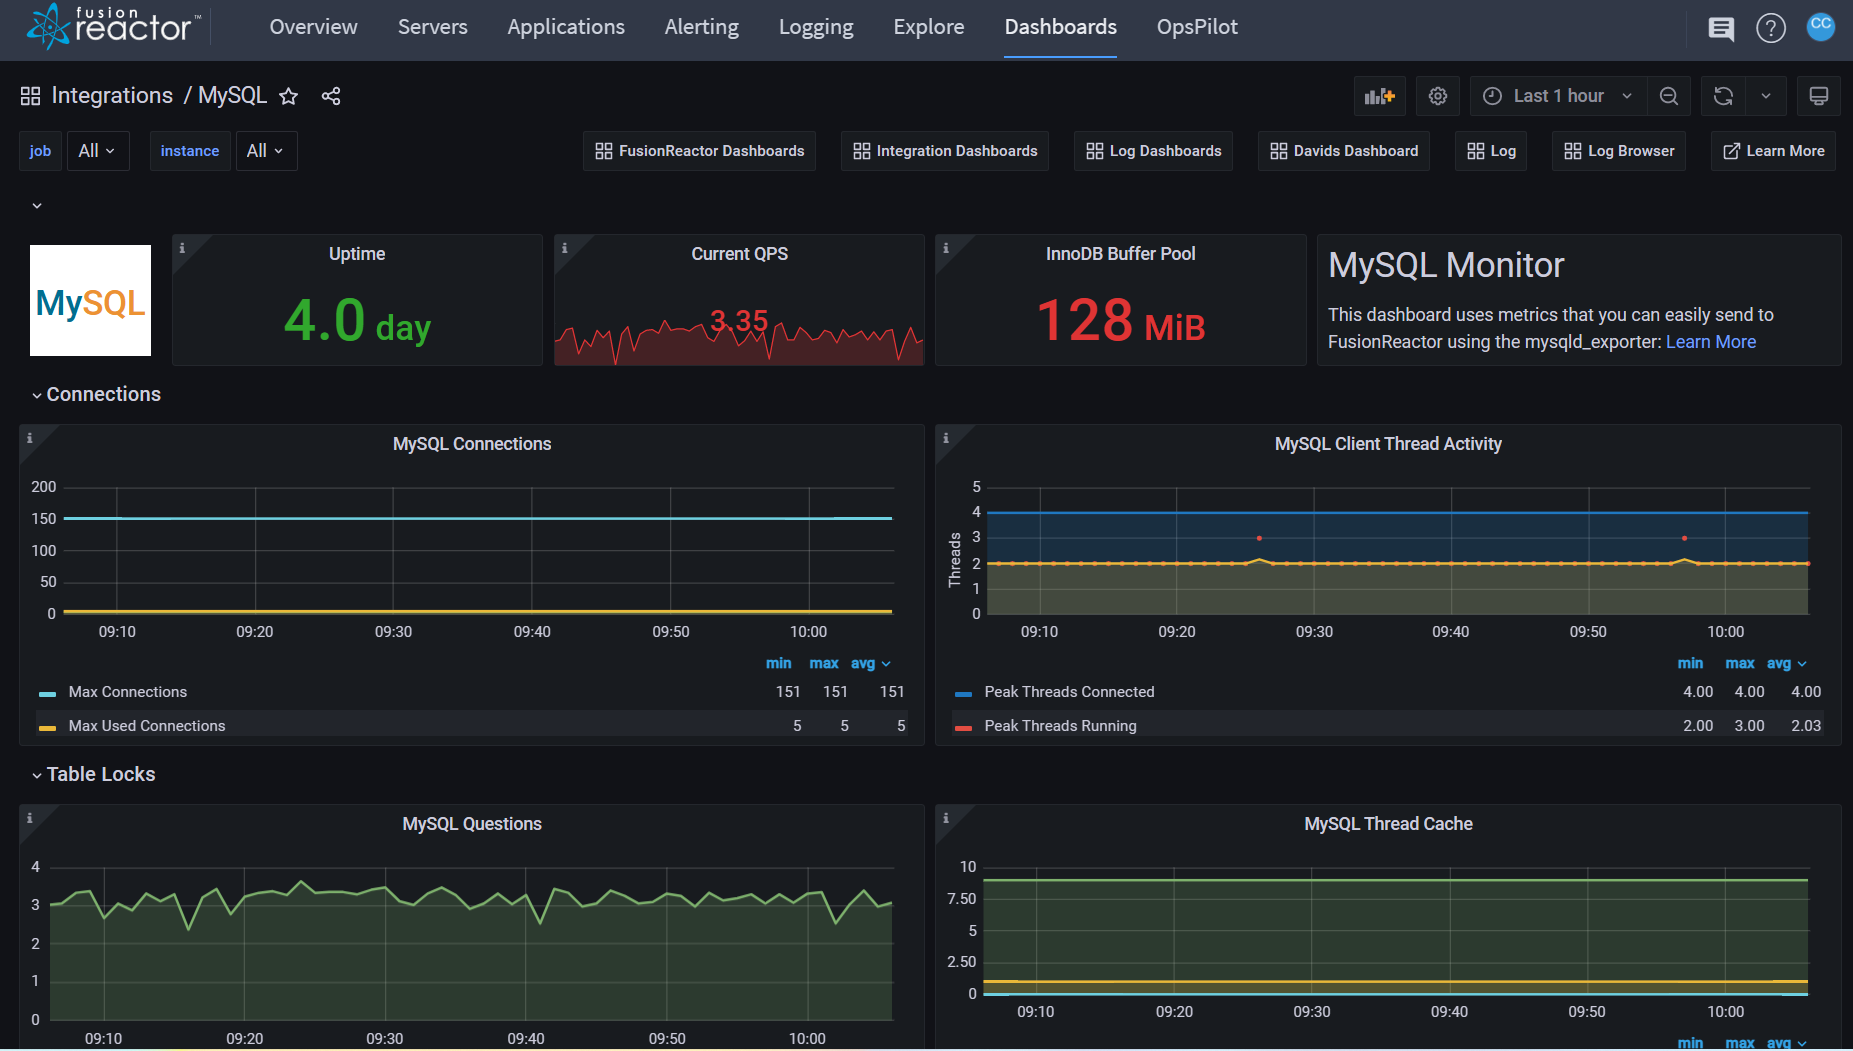 fusion reactor™
Overview Servers Applications Alerting Logging Explore Dashboards OpsPilot
CC
Integrations / MySQL
Last 1 hour
job All instance All
FusionReactor Dashboards Integration Dashboards Log Dashboards Davids Dashboard Log Log Browser Learn More
MySQL
Uptime
4.0 day
Current QPS
3.35
InnoDB Buffer Pool
128 MiB
MySQL Monitor
This dashboard uses metrics that you can easily send to
FusionReactor using the mysqld_exporter: Learn More
Connections
MySQL Connections
200
150
100
50
0
09:10 09:20 09:30 09:40 09:50 10:00
min max avg
Max Connections 151 151 151
Max Used Connections 5 5 5
MySQL Client Thread Activity
Threads
5
4
3
2
1
0
09:10 09:20 09:30 09:40 09:50 10:00
min max avg
Peak Threads Connected 4.00 4.00 4.00
Peak Threads Running 2.00 3.00 2.03
Table Locks
MySQL Questions
4
3
2
1
0
09:10 09:20 09:30 09:40 09:50 10:00
MySQL Thread Cache
10
7.50
5
2.50
0
09:10 09:20 09:30 09:40 09:50 10:00
min max avg